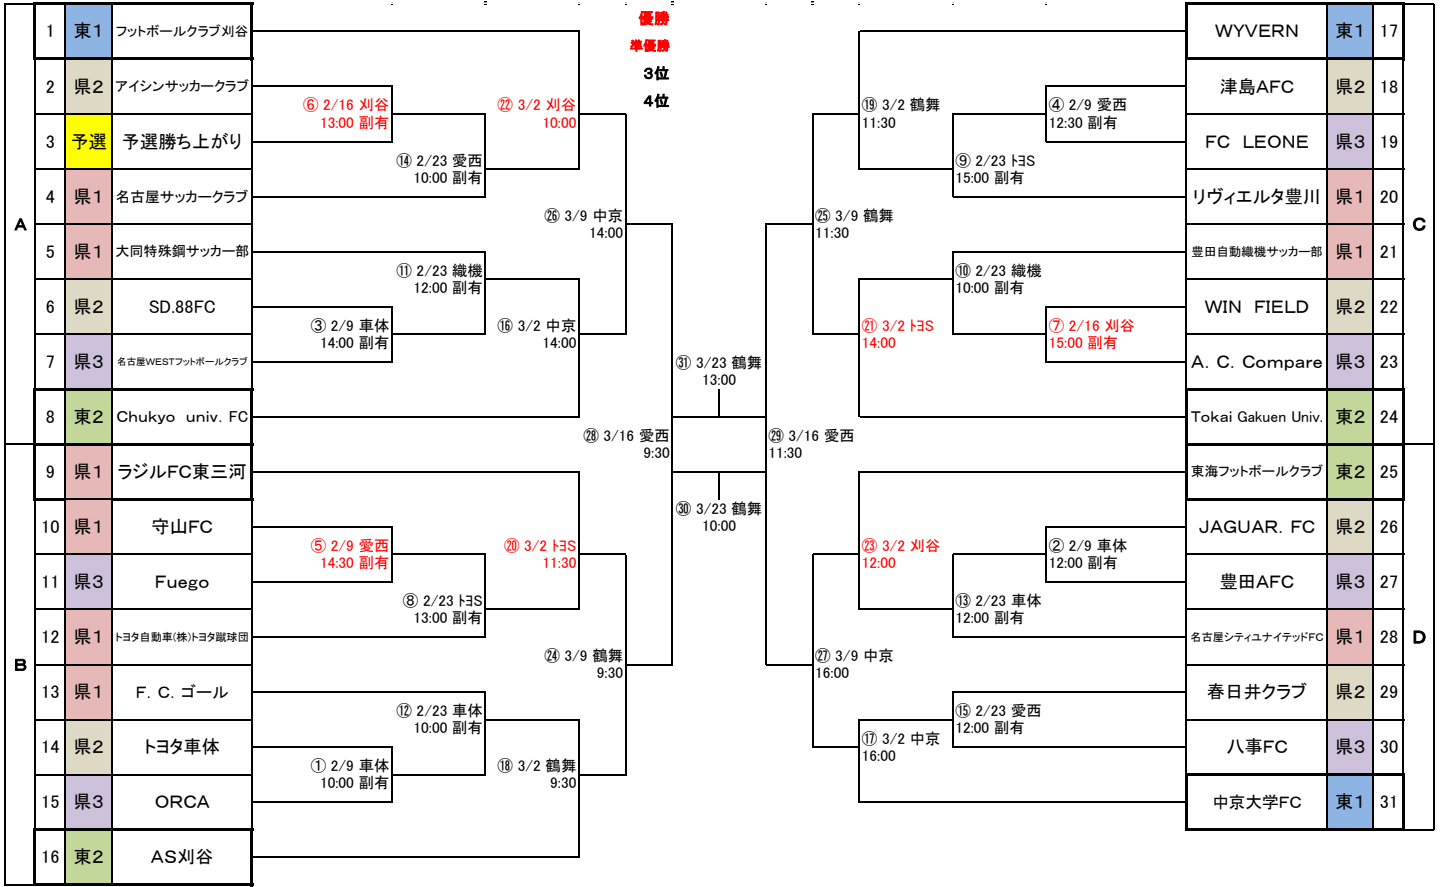 優勝
準優勝
3位
4位
A
1 東1 フットボールクラブ刈谷
2 県2 アイシンサッカークラブ
3 予選 予選勝ち上がり
4 県1 名古屋サッカークラブ
5 県1 大同特殊鋼サッカー部
6 県2 SD.88FC
7 県3 名古屋WESTフットボールクラブ
8 東2 Chukyo univ. FC
B
9 県1 ラジルFC東三河
10 県1 守山FC
11 県3 Fuego
12 県1 トヨタ自動車(株)トヨタ蹴球団
13 県1 F. C. ゴール
14 県2 トヨタ車体
15 県3 ORCA
16 東2 AS刈谷
⑥ 2/16 刈谷
13:00 副有
③ 2/9 車体
14:00 副有
⑤ 2/9 愛西
14:30 副有
① 2/9 車体
10:00 副有
⑭ 2/23 愛西
10:00 副有
⑪ 2/23 織機
12:00 副有
⑧ 2/23 トヨS
13:00 副有
⑫ 2/23 車体
10:00 副有
㉒ 3/2 刈谷
10:00
⑯ 3/2 中京
14:00
⑳ 3/2 トヨS
11:30
⑱ 3/2 鶴舞
9:30
㉖ 3/9 中京
14:00
㉔ 3/9 鶴舞
9:30
㉘ 3/16 愛西
9:30
㉛ 3/23 鶴舞
13:00
㉚ 3/23 鶴舞
10:00
㉙ 3/16 愛西
11:30
㉕ 3/9 鶴舞
11:30
㉗ 3/9 中京
16:00
⑲ 3/2 鶴舞
11:30
㉑ 3/2 トヨS
14:00
㉓ 3/2 刈谷
12:00
⑰ 3/2 中京
16:00
⑨ 2/23 トヨS
15:00 副有
⑩ 2/23 織機
10:00 副有
⑬ 2/23 車体
12:00 副有
⑮ 2/23 愛西
12:00 副有
④ 2/9 愛西
12:30 副有
⑦ 2/16 刈谷
15:00 副有
② 2/9 車体
12:00 副有
C
WYVERN 東1 17
津島AFC 県2 18
FC LEONE 県3 19
リヴィエルタ豊川 県1 20
豊田自動織機サッカー部 県1 21
WIN FIELD 県2 22
A. C. Compare 県3 23
Tokai Gakuen Univ. 東2 24
D
東海フットボールクラブ 東2 25
JAGUAR. FC 県2 26
豊田AFC 県3 27
名古屋シティユナイテッドFC 県1 28
春日井クラブ 県2 29
八事FC 県3 30
中京大学FC 東1 31